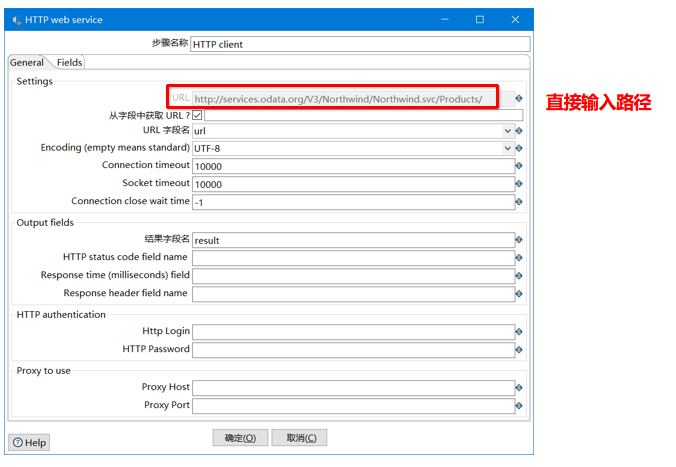 HTTP web service
步骤名称 HTTP client
General Fields
Settings
URL http://services.odata.org/V3/Northwind/Northwind.svc/Products/
直接输入路径
从字段中获取 URL ?
URL 字段名 url
Encoding (empty means standard) UTF-8
Connection timeout 10000
Socket timeout 10000
Connection close wait time -1
Output fields
结果字段名 result
HTTP status code field name
Response time (milliseconds) field
Response header field name
HTTP authentication
Http Login
HTTP Password
Proxy to use
Proxy Host
Proxy Port
Help 确定(O) 取消(C)